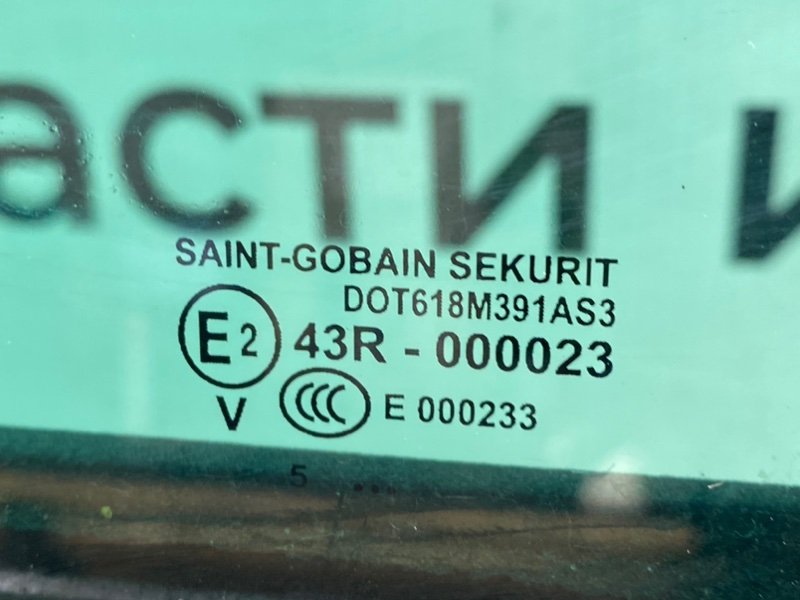 асти и
SAINT-GOBAIN SEKURIT
DOT618M391AS3
E2 43R - 000023
V CCC E 000233
5 ...